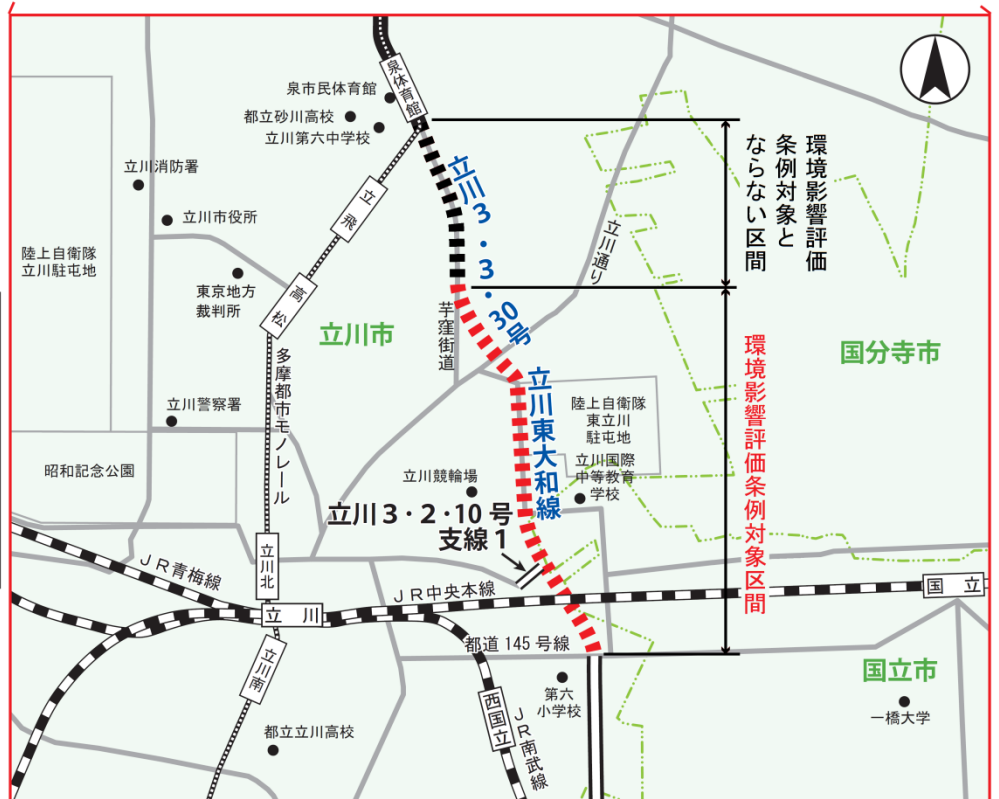 泉体育館
泉市民体育館
都立砂川高校
立川第六中学校
立川消防署
立川市役所
陸上自衛隊
立川駐屯地
東京地方
裁判所
立飛
高松
立川市
多摩都市モノレール
立川警察署
昭和記念公園
立川3・3・30号
立川東大和線
芋窪街道
立川通り
環境影響評価
条例対象と
ならない区間
環境影響評価条例対象区間
国分寺市
陸上自衛隊
東立川
駐屯地
立川国際
中等教育
学校
立川競輪場
立川3・2・10号
支線1
立川北
JR青梅線
立川
JR中央本線
国立
都道145号線
立川南
西国立
JR南武線
第六
小学校
国立市
一橋大学
都立立川高校